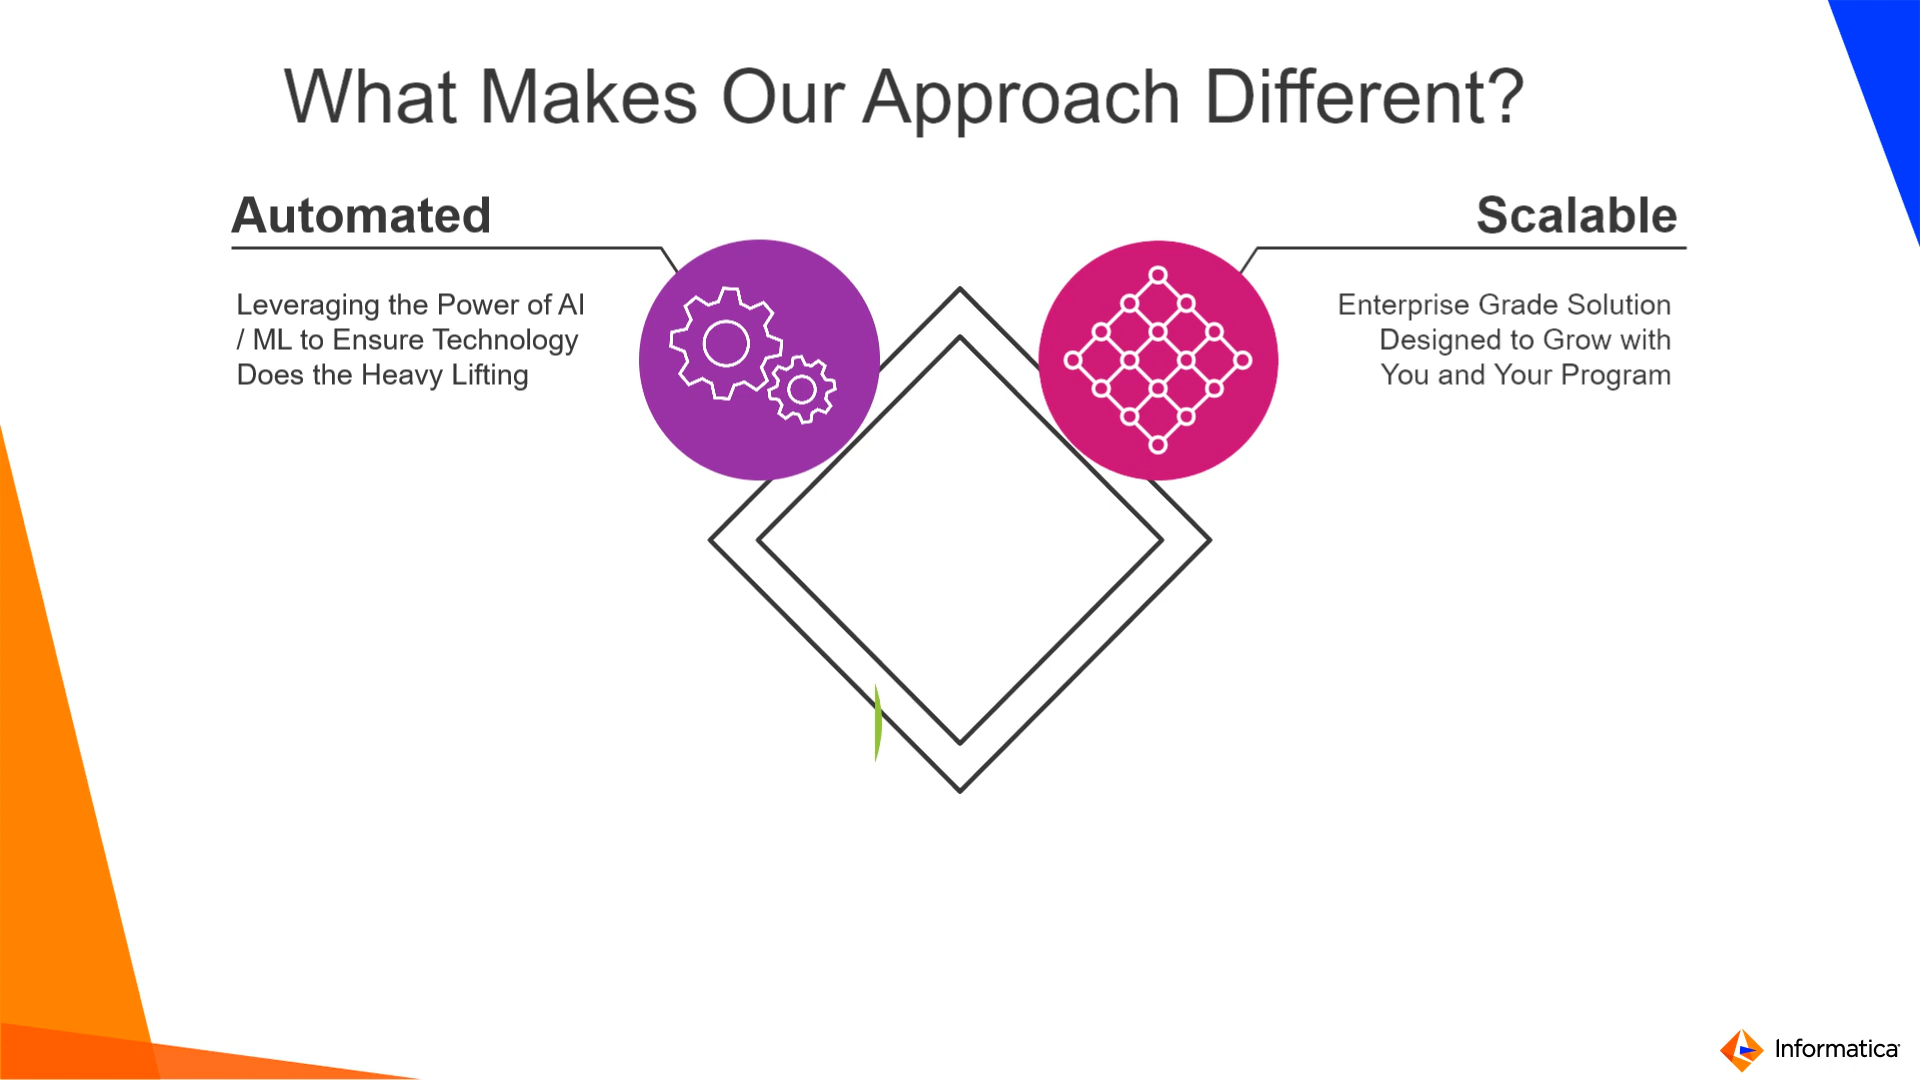 What Makes Our Approach Different?
Automated
Leveraging the Power of AI
/ ML to Ensure Technology
Does the Heavy Lifting
Scalable
Enterprise Grade Solution
Designed to Grow with
You and Your Program
Informatica